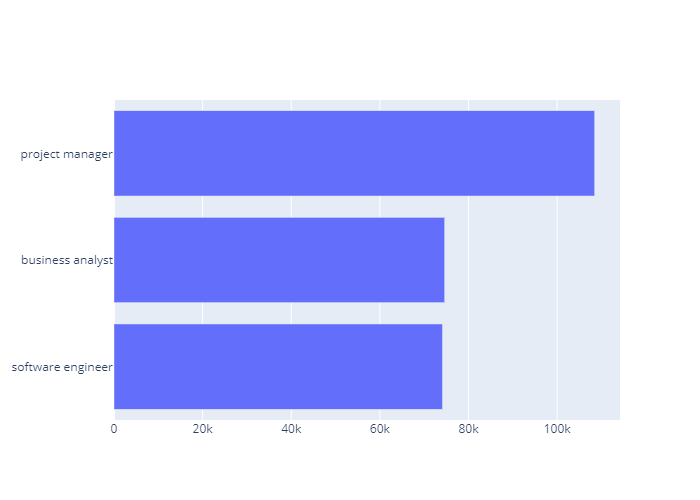 project manager
business analyst
software engineer
0 20k 40k 60k 80k 100k